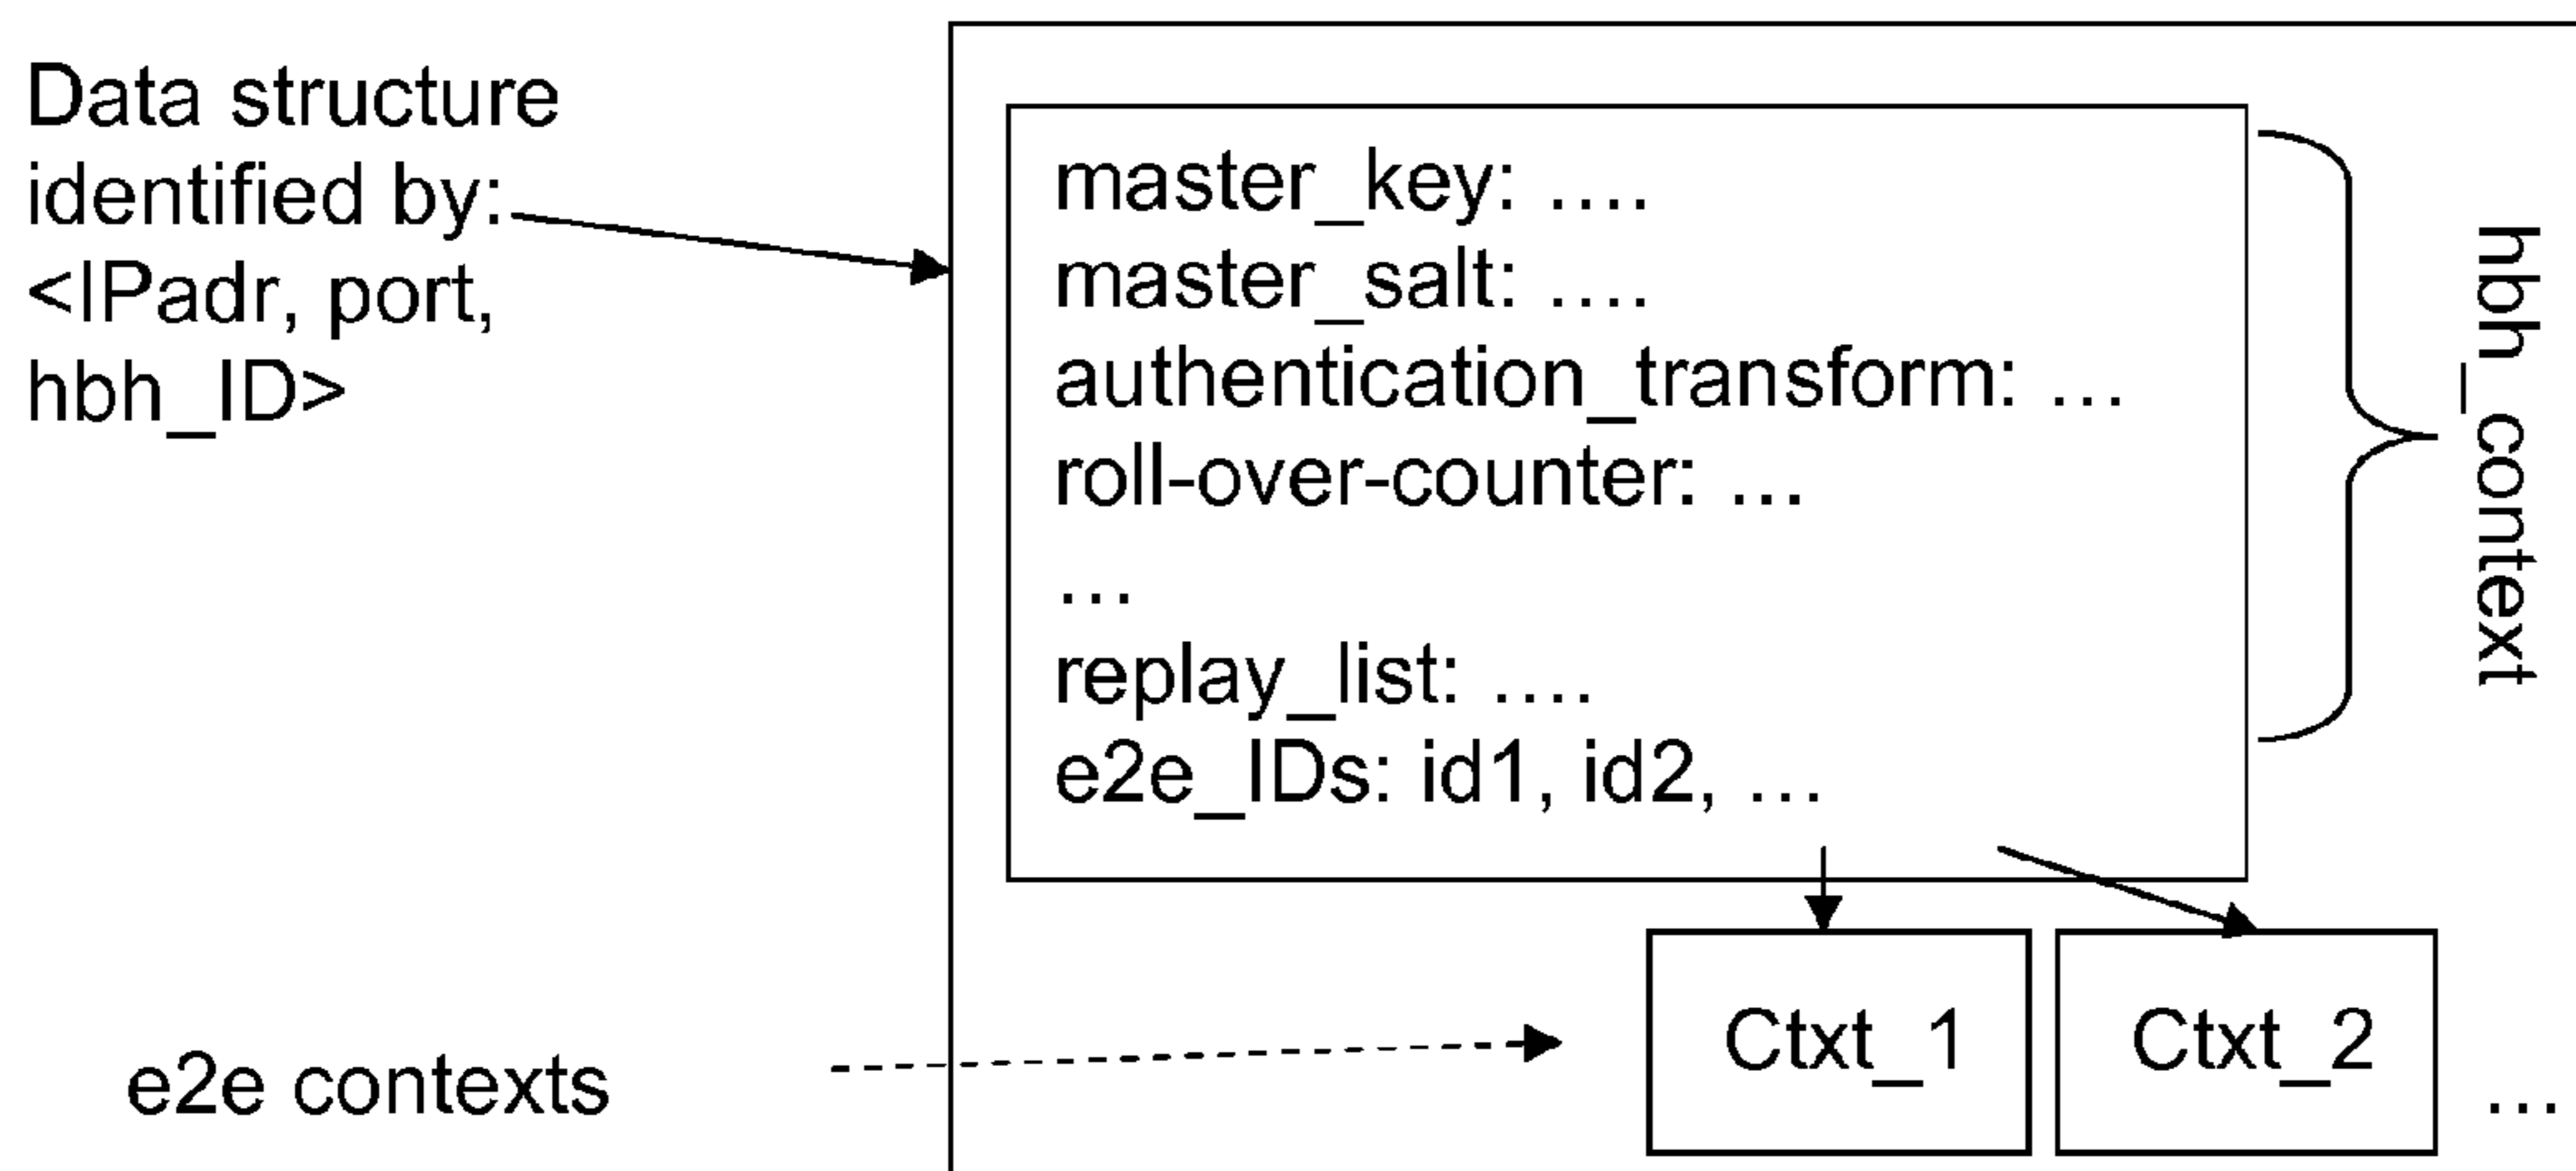 Data structure
identified by:
<IPadr, port,
hbh_ID>
master_key: ....
master_salt: ....
authentication_transform: ...
roll-over-counter: ...
...
replay_list: ....
e2e_IDs: id1, id2, ...
hbh_context
e2e contexts
Ctxt_1
Ctxt_2
...